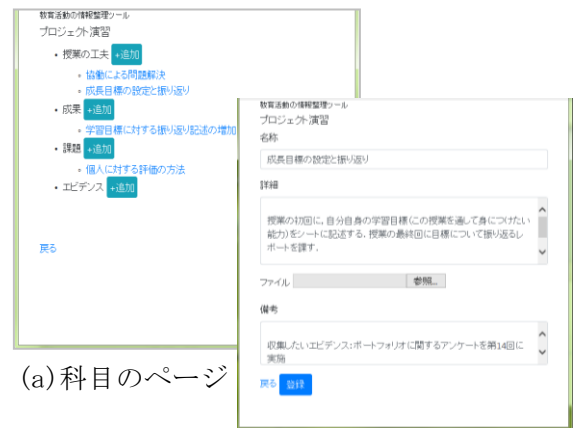 教育活動の情報整理ツール
プロジェクト演習
・授業の工夫 +追加
・協働による問題解決
・成長目標の設定と振り返り
・成果 +追加
・学習目標に対する振り返り記述の増加
・課題 +追加
・個人に対する評価の方法
・エビデンス +追加
戻る
(a)科目のページ
教育活動の情報整理ツール
プロジェクト演習
名称
成長目標の設定と振り返り
詳細
授業の初回に，自分自身の学習目標（この授業を通して身につけたい
能力）をシートに記述する．授業の最終回に目標について振り返るレ
ポートを課す．
ファイル 参照...
備考
収集したいエビデンス：ポートフォリオに関するアンケートを第14回に
実施
戻る 登録